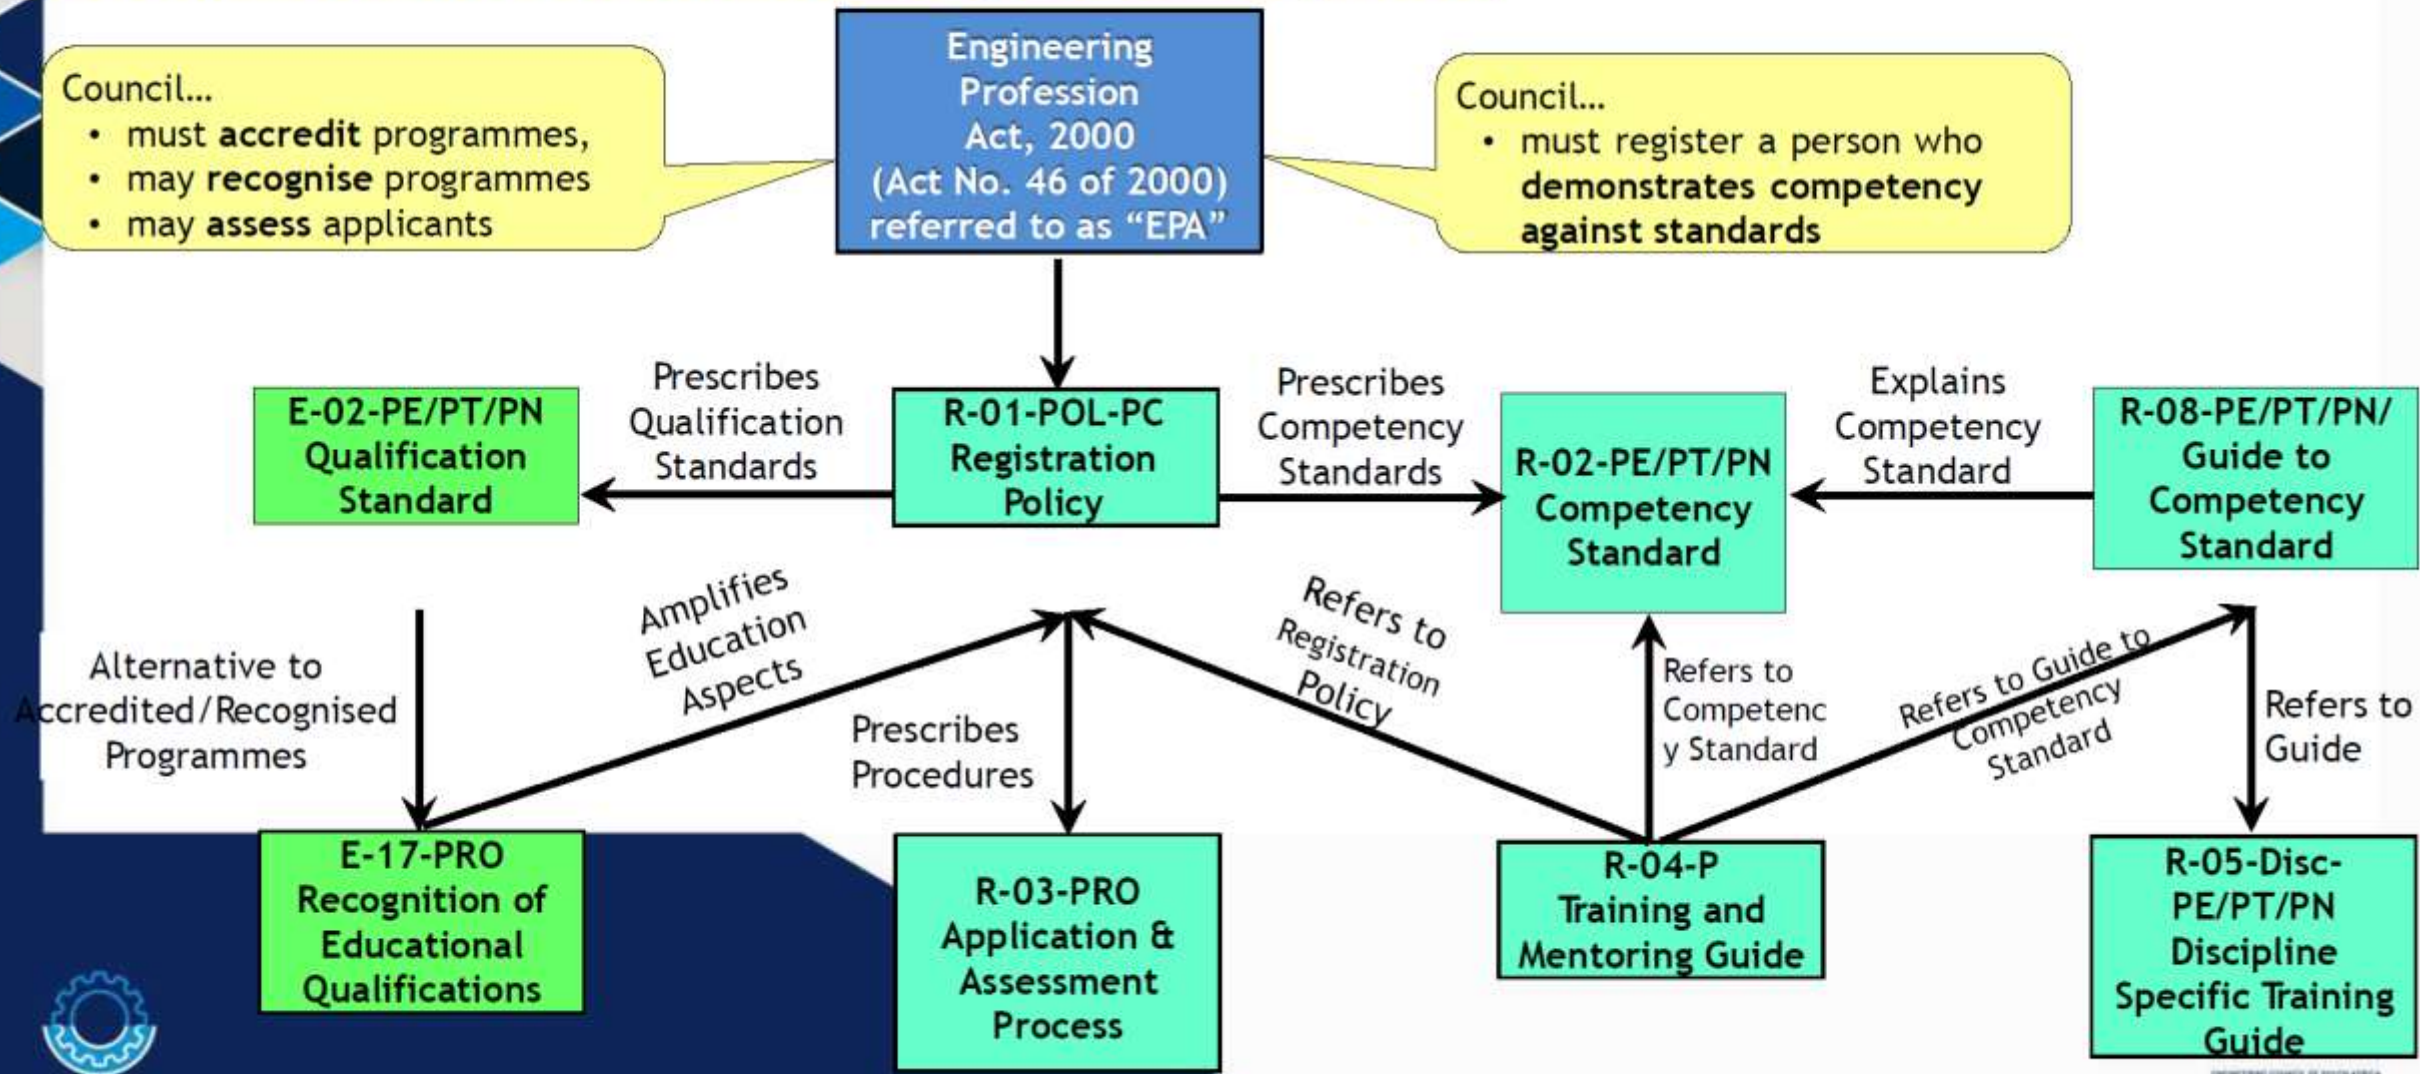 Engineering
Profession
Act, 2000
(Act No. 46 of 2000)
referred to as “EPA”
Council…
• must accredit programmes,
• may recognise programmes
• may assess applicants
Council…
• must register a person who
demonstrates competency
against standards
E-02-PE/PT/PN
Qualification
Standard
Prescribes
Qualification
Standards
R-01-POL-PC
Registration
Policy
Prescribes
Competency
Standards
R-02-PE/PT/PN
Competency
Standard
Explains
Competency
Standard
R-08-PE/PT/PN/
Guide to
Competency
Standard
Alternative to
Accredited/Recognised
Programmes
Amplifies
Education
Aspects
Prescribes
Procedures
Refers to
Registration
Policy
Refers to
Competenc
y Standard
Refers to Guide to
Competency
Standard
Refers to
Guide
E-17-PRO
Recognition of
Educational
Qualifications
R-03-PRO
Application &
Assessment
Process
R-04-P
Training and
Mentoring Guide
R-05-Disc-
PE/PT/PN
Discipline
Specific Training
Guide